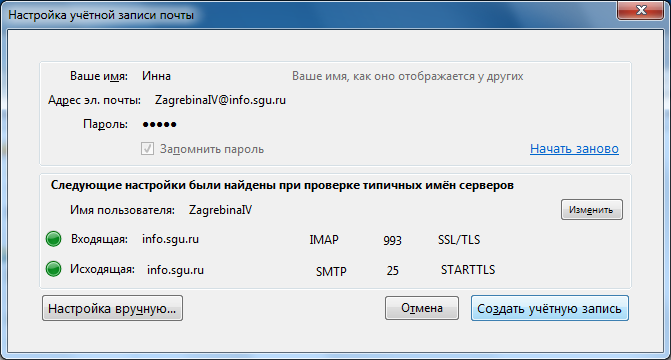 Настройка учётной записи почты
Ваше имя: Инна Ваше имя, как оно отображается у других
Адрес эл. почты: ZagrebinaIV@info.sgu.ru
Пароль: •••••
Запомнить пароль Начать заново
Следующие настройки были найдены при проверке типичных имён серверов
Имя пользователя: ZagrebinaIV Изменить
Входящая: info.sgu.ru IMAP 993 SSL/TLS
Исходящая: info.sgu.ru SMTP 25 STARTTLS
Настройка вручную... Отмена Создать учётную запись